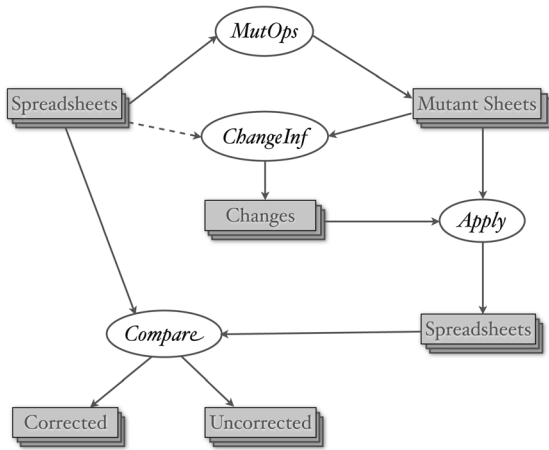 MutOps
Spreadsheets
Mutant Sheets
ChangeInf
Changes
Apply
Spreadsheets
Compare
Corrected
Uncorrected